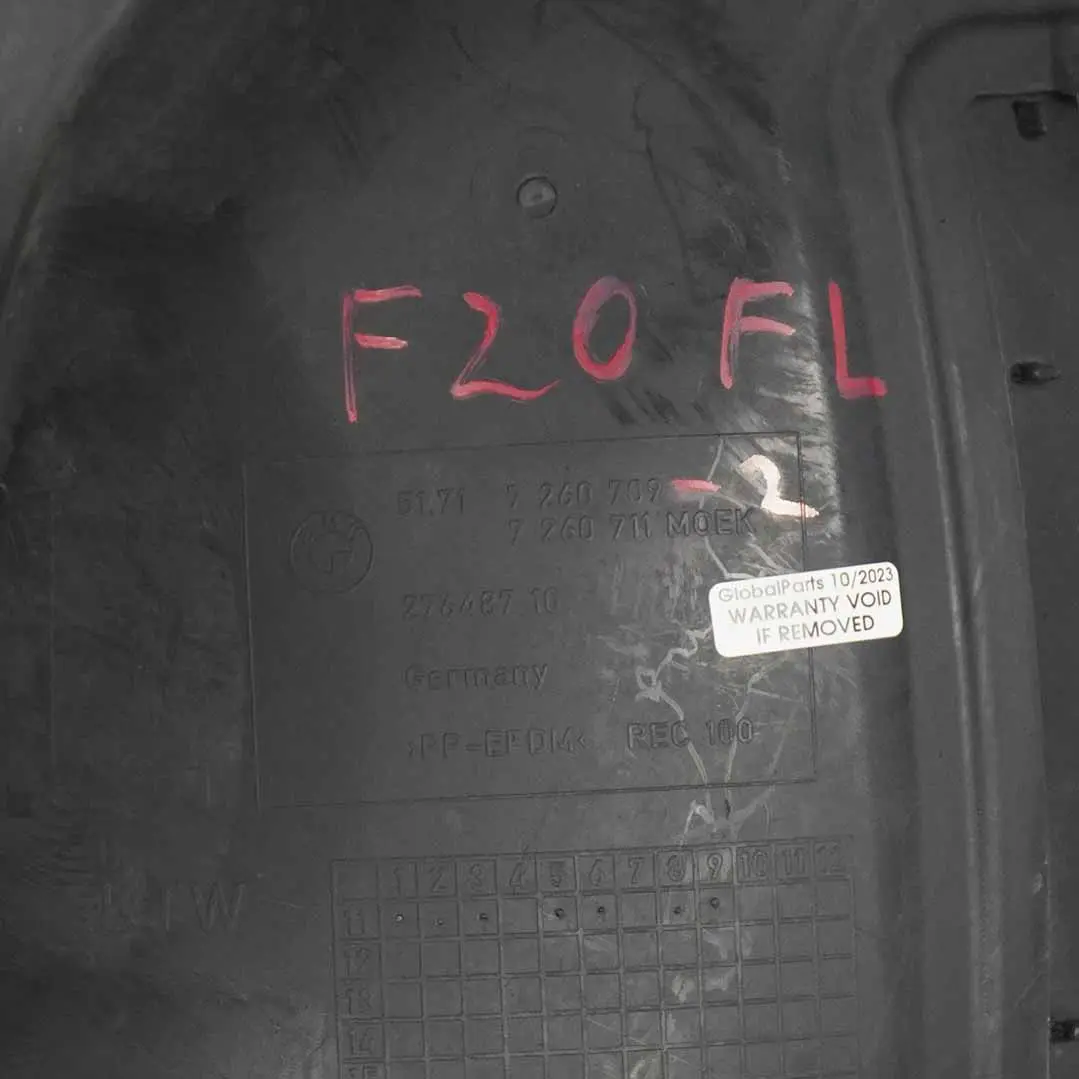 F20 FL
51.71 7 260 709 -2
7 260 711 MOEK
GlobalParts 10/2023
WARRANTY VOID
IF REMOVED
276487 10
Germany
>PP-EPDM< REC 100
1 2 3 4 5 6 7 8 9 10 11 12
11
12
13
14
15